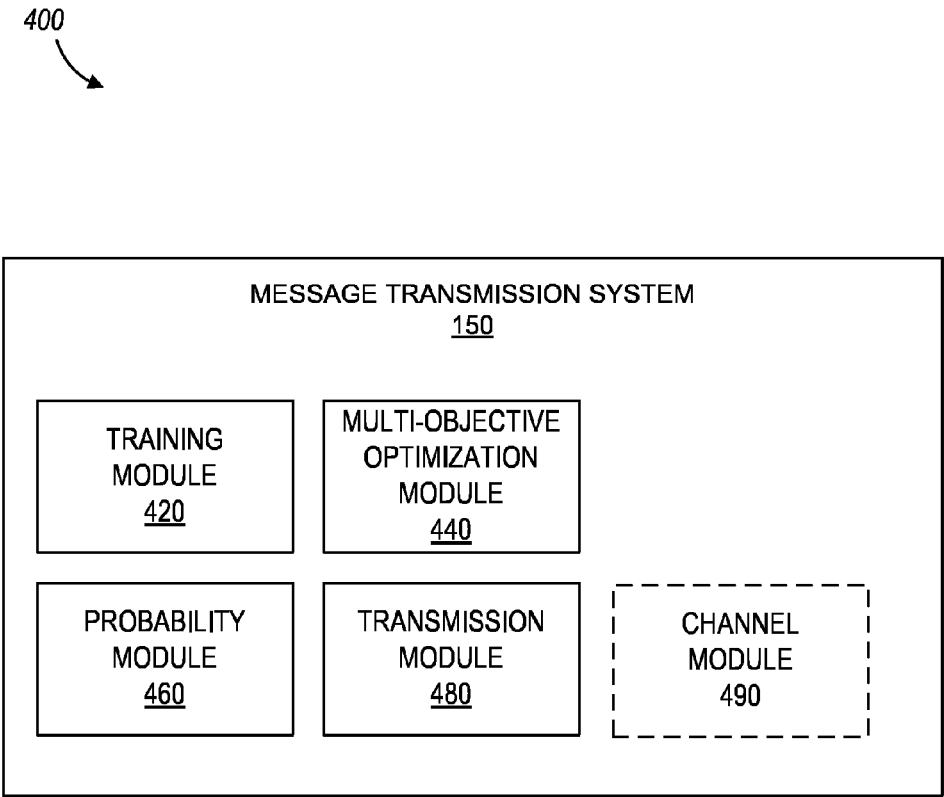 400
MESSAGE TRANSMISSION SYSTEM
150
TRAINING
MODULE
420
MULTI-OBJECTIVE
OPTIMIZATION
MODULE
440
PROBABILITY
MODULE
460
TRANSMISSION
MODULE
480
CHANNEL
MODULE
490